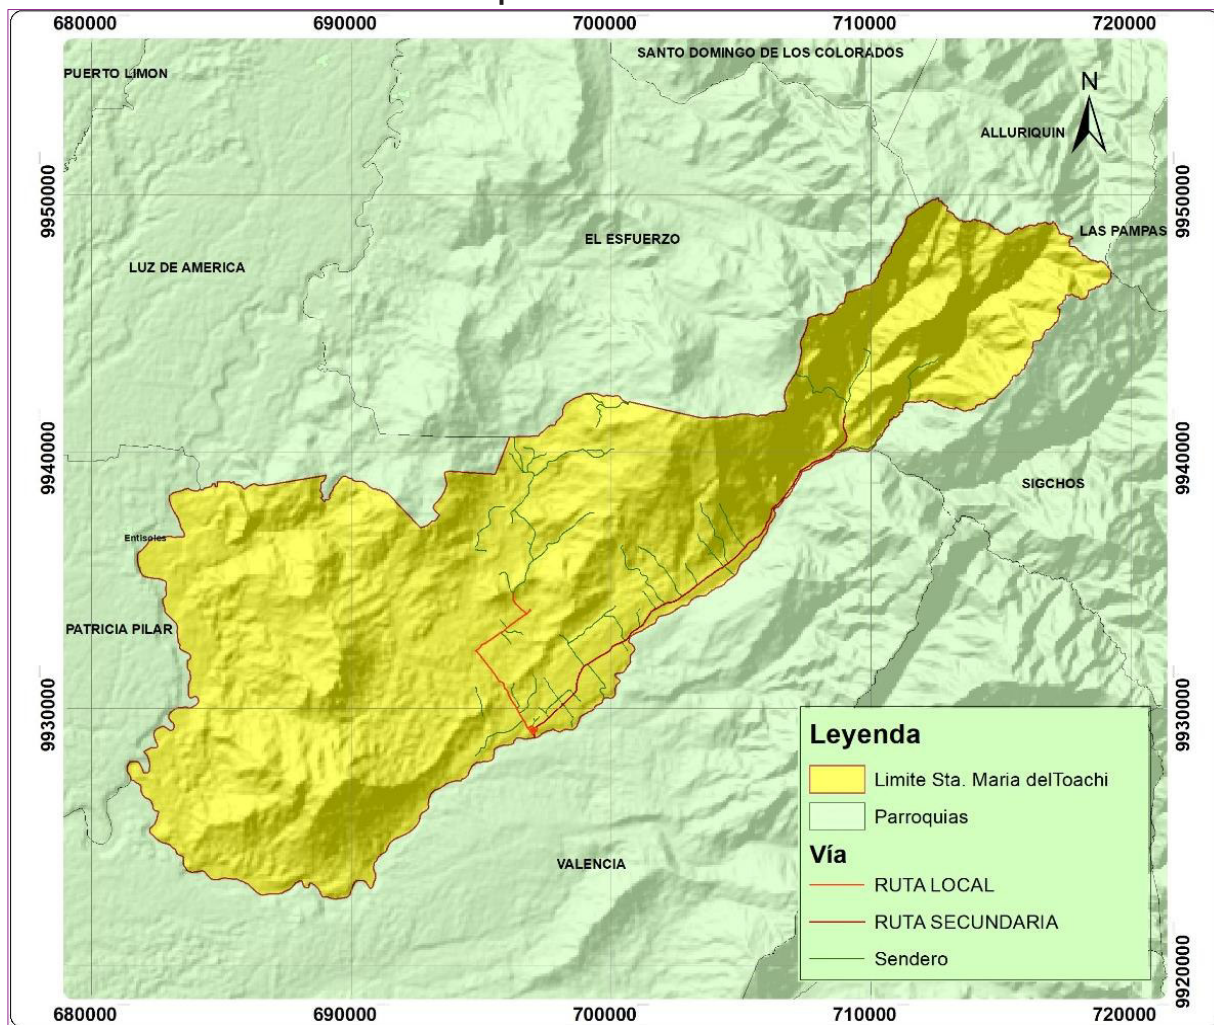 680000 690000 700000 710000 720000
SANTO DOMINGO DE LOS COLORADOS
PUERTO LIMON
N
ALLURIQUIN
9950000
9950000
LAS PAMPAS
EL ESFUERZO
LUZ DE AMERICA
9940000
9940000
SIGCHOS
Entisoles
PATRICIA PILAR
9930000
9930000
Leyenda
Limite Sta. Maria delToachi
Parroquias
Vía
RUTA LOCAL
RUTA SECUNDARIA
Sendero
VALENCIA
9920000
680000 690000 700000 710000 720000